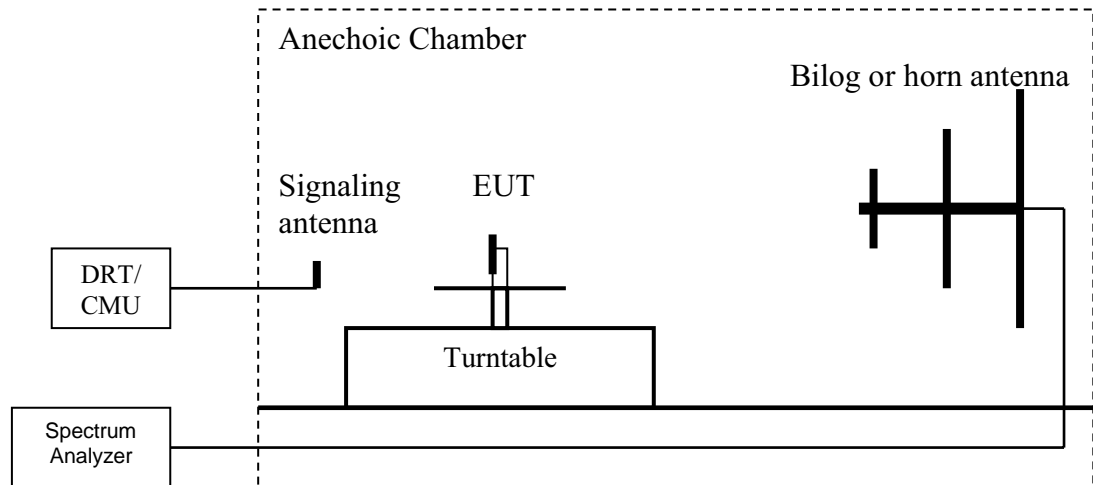 Anechoic Chamber
Bilog or horn antenna
Signaling
antenna
EUT
DRT/
CMU
Turntable
Spectrum
Analyzer